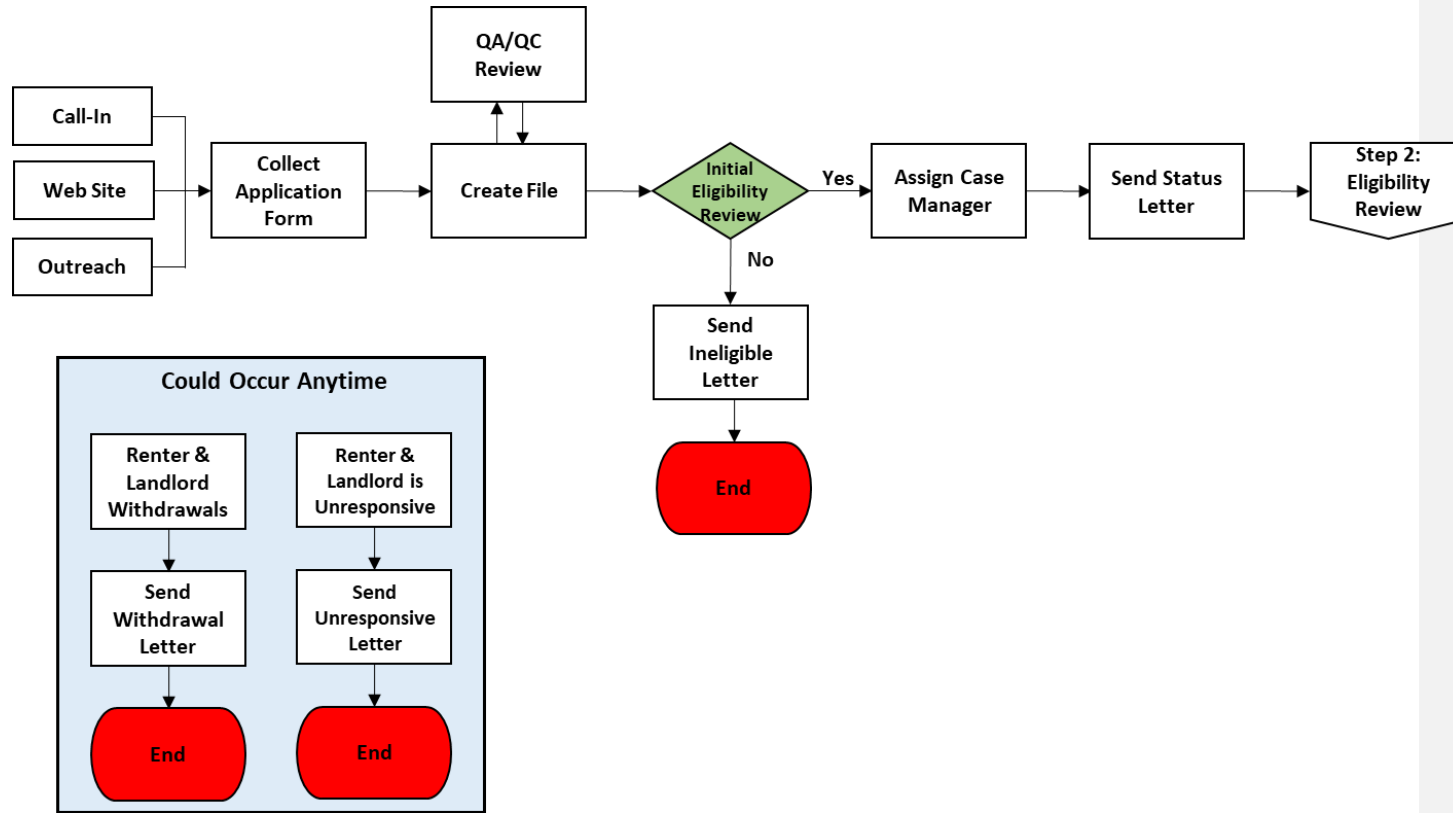 QA/QC
Review
Call-In
Web Site
Outreach
Collect
Application
Form
Create File
Initial
Eligibility
Review
Yes
No
Assign Case
Manager
Send Status
Letter
Step 2:
Eligibility
Review
Send
Ineligible
Letter
End
Could Occur Anytime
Renter &
Landlord
Withdrawals
Send
Withdrawal
Letter
End
Renter &
Landlord is
Unresponsive
Send
Unresponsive
Letter
End